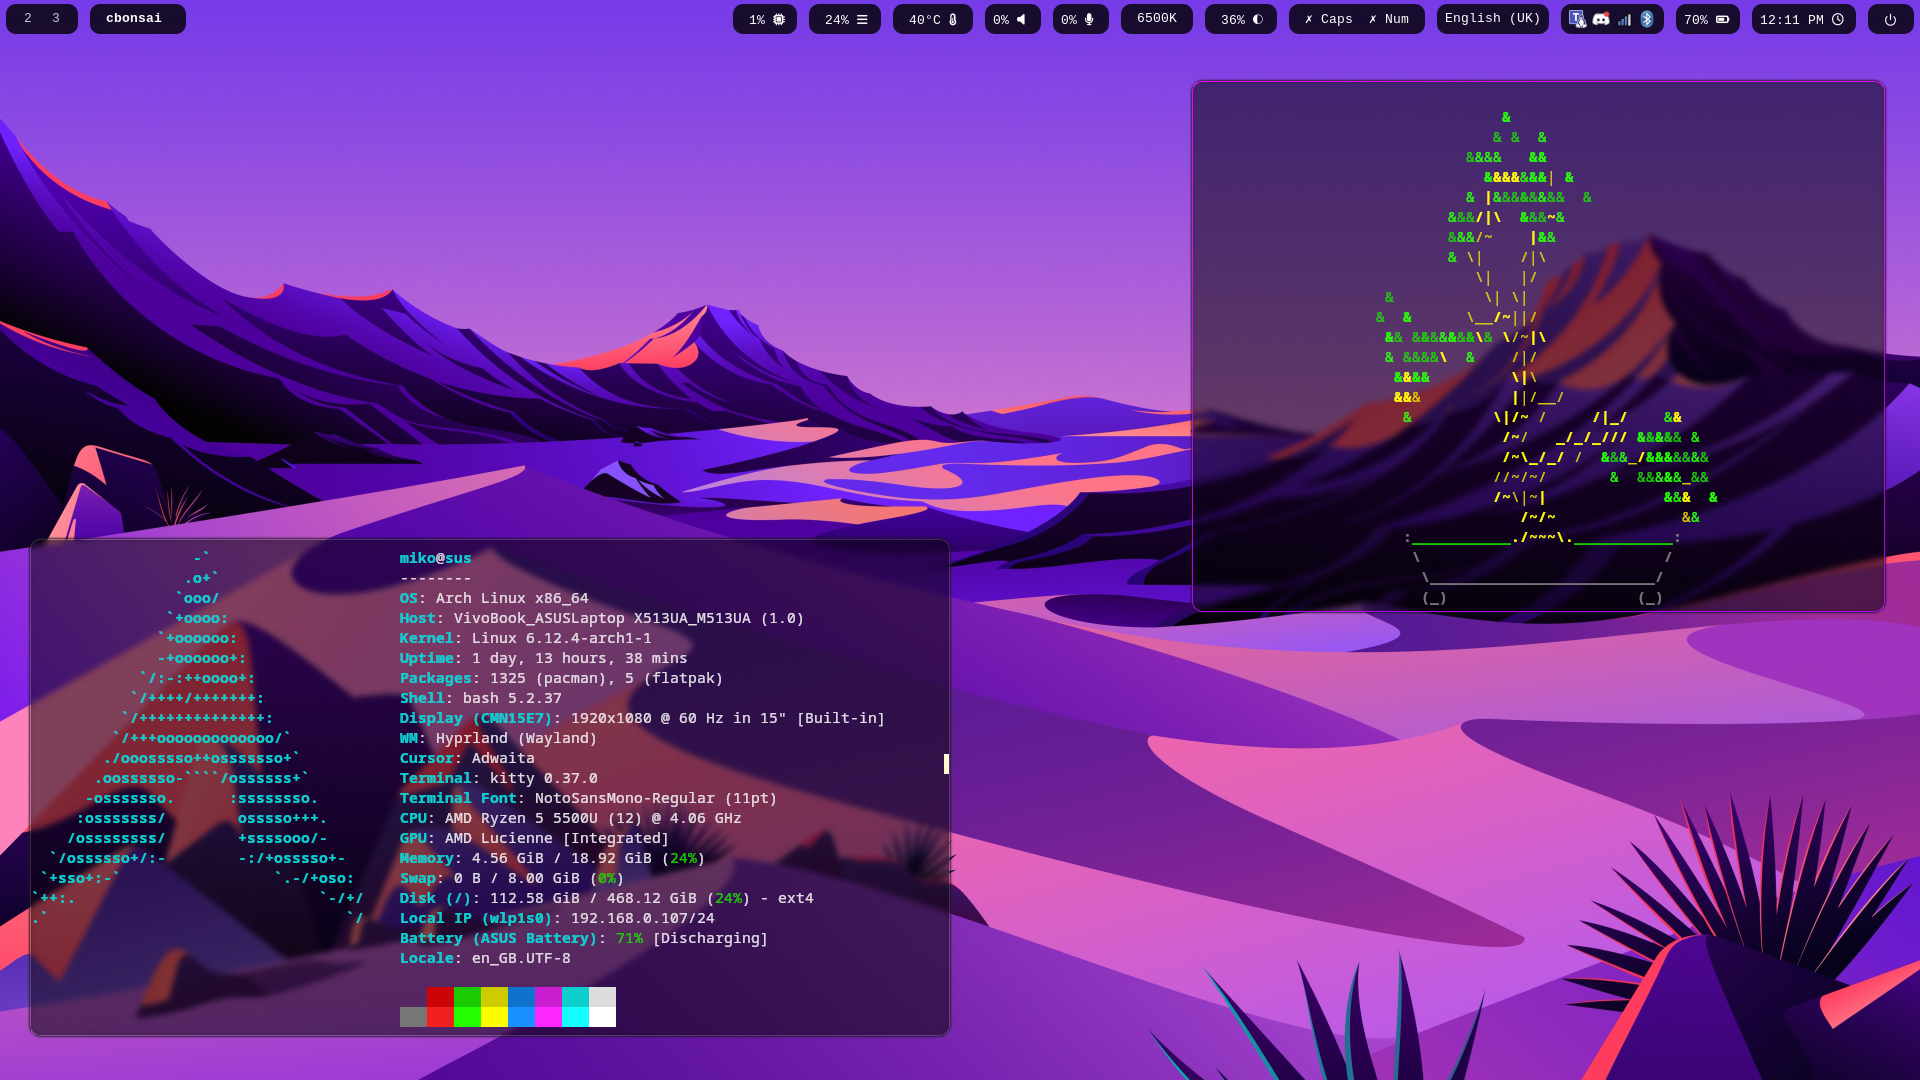 2 3 cbonsai 1% 24% 40°C 0% 0% 6500K 36% ✗ Caps ✗ Num English (UK) 70% 12:11 PM
miko@sus
--------
OS: Arch Linux x86_64
Host: VivoBook_ASUSLaptop X513UA_M513UA (1.0)
Kernel: Linux 6.12.4-arch1-1
Uptime: 1 day, 13 hours, 38 mins
Packages: 1325 (pacman), 5 (flatpak)
Shell: bash 5.2.37
Display (CMN15E7): 1920x1080 @ 60 Hz in 15" [Built-in]
WM: Hyprland (Wayland)
Cursor: Adwaita
Terminal: kitty 0.37.0
Terminal Font: NotoSansMono-Regular (11pt)
CPU: AMD Ryzen 5 5500U (12) @ 4.06 GHz
GPU: AMD Lucienne [Integrated]
Memory: 4.56 GiB / 18.92 GiB (24%)
Swap: 0 B / 8.00 GiB (0%)
Disk (/): 112.58 GiB / 468.12 GiB (24%) - ext4
Local IP (wlp1s0): 192.168.0.107/24
Battery (ASUS Battery): 71% [Discharging]
Locale: en_GB.UTF-8